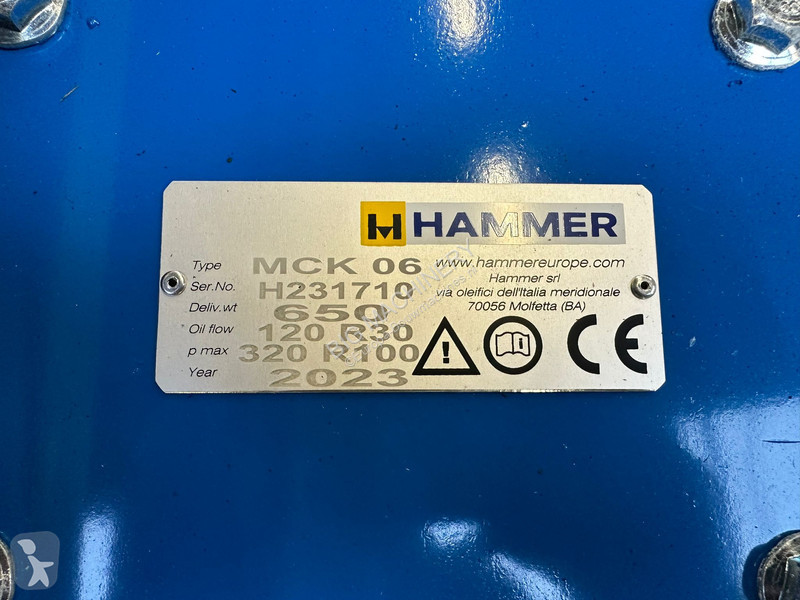 H HAMMER
Type MCK 06
www.hammereurope.com
Ser.No. H231710
Hammer srl
via oleifici dell'Italia meridionale
70056 Molfetta (BA)
Deliv.wt 650
Oil flow 120 R30
p max 320 R100
Year 2023
CE